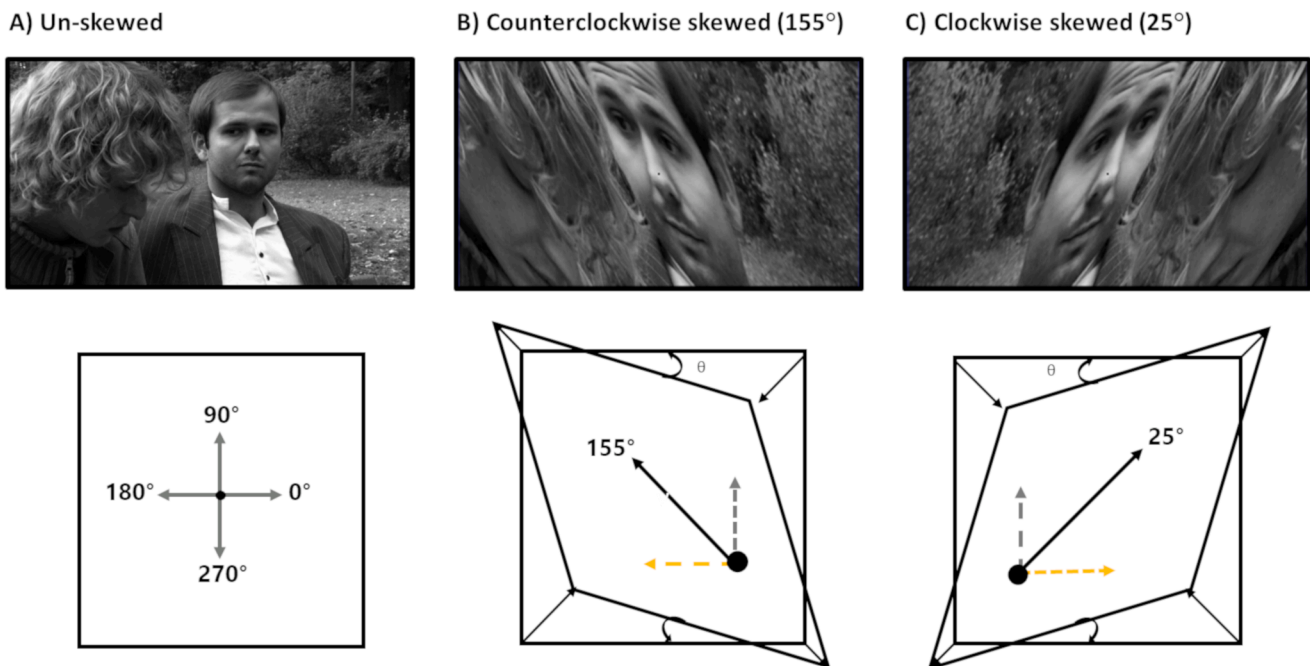 A) Un-skewed
B) Counterclockwise skewed (155°)
C) Clockwise skewed (25°)
90°
180°
0°
270°
θ
155°
θ
25°